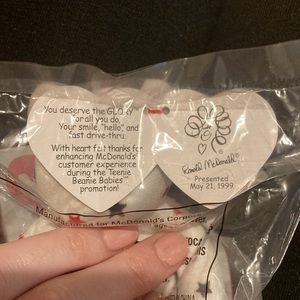 You deserve the GLORY
for all you do.
Your smile, "hello", and
fast drive-thru.
With heart felt thanks for
enhancing McDonald's
customer experience
during the Teenie
Beanie Babies™
promotion!
Ronald McDonald
Presented
May 21, 1999
Manufactured for McDonald's Corpor